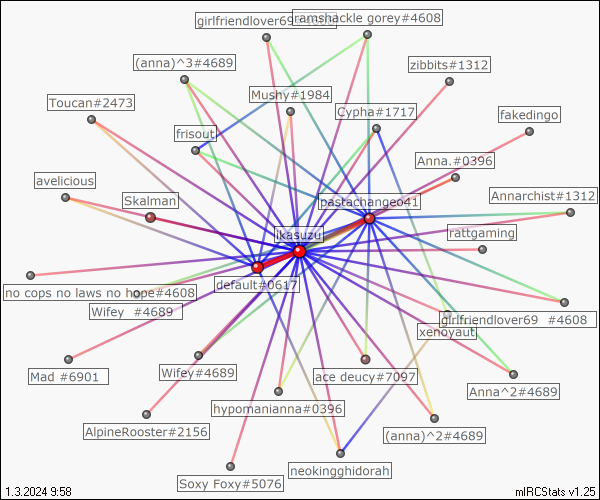 girlfriendlover69
ramshackle gorey#4608
(anna)^3#4689
zibbits#1312
Mushy#1984
Toucan#2473
Cypha#1717
fakedingo
frisout
Anna.#0396
avelicious
Skalman
pastachangeo41
Annarchist#1312
ikasuzu
rattgaming
default#0617
no cops no laws no hope#4608
Wifey #4689
girlfriendlover69 #4608
xenoyaut
Mad #6901
Wifey#4689
ace deucy#7097
Anna^2#4689
hypomanianna#0396
AlpineRooster#2156
(anna)^2#4689
neokingghidorah
Soxy Foxy#5076
1.3.2024 9:58
mIRCStats v1.25